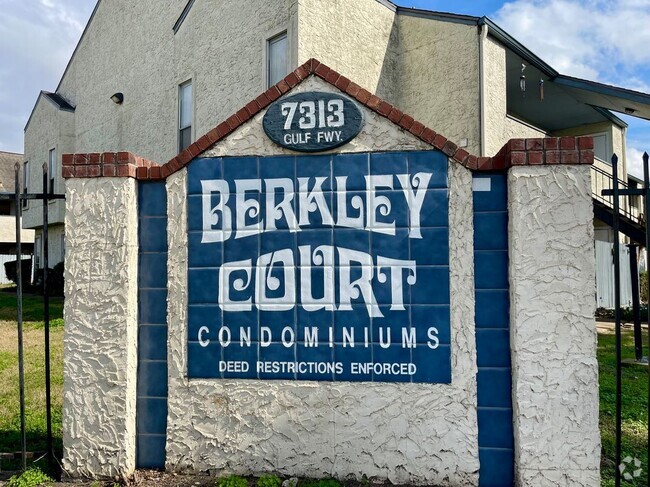 7313
GULF FWY.
BERKLEY
COURT
CONDOMINIUMS
DEED RESTRICTIONS ENFORCED